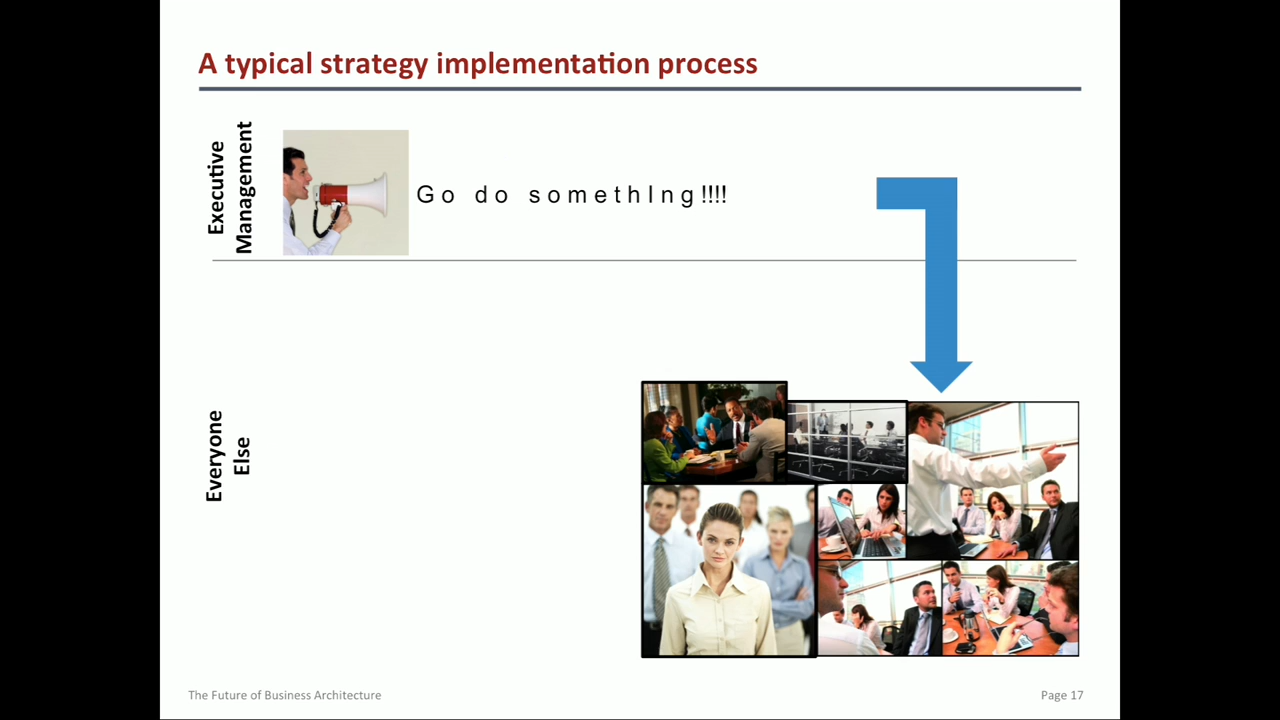 A typical strategy implementation process
Executive
Management
Go do somethIng!!!!
Everyone
Else
The Future of Business Architecture
Page 17